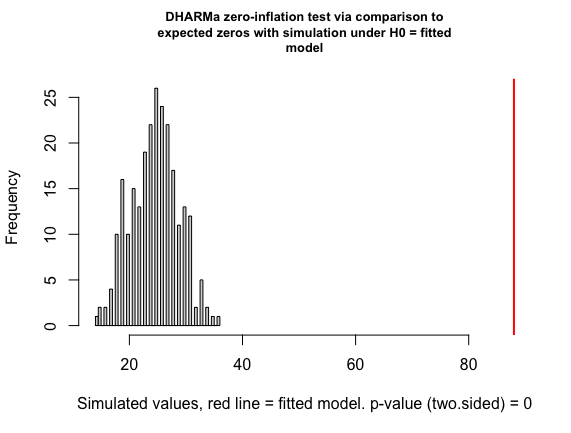 DHARMa zero-inflation test via comparison to
expected zeros with simulation under H0 = fitted
model
Frequency
25
20
15
10
5
0
20 40 60 80
Simulated values, red line = fitted model. p-value (two.sided) = 0